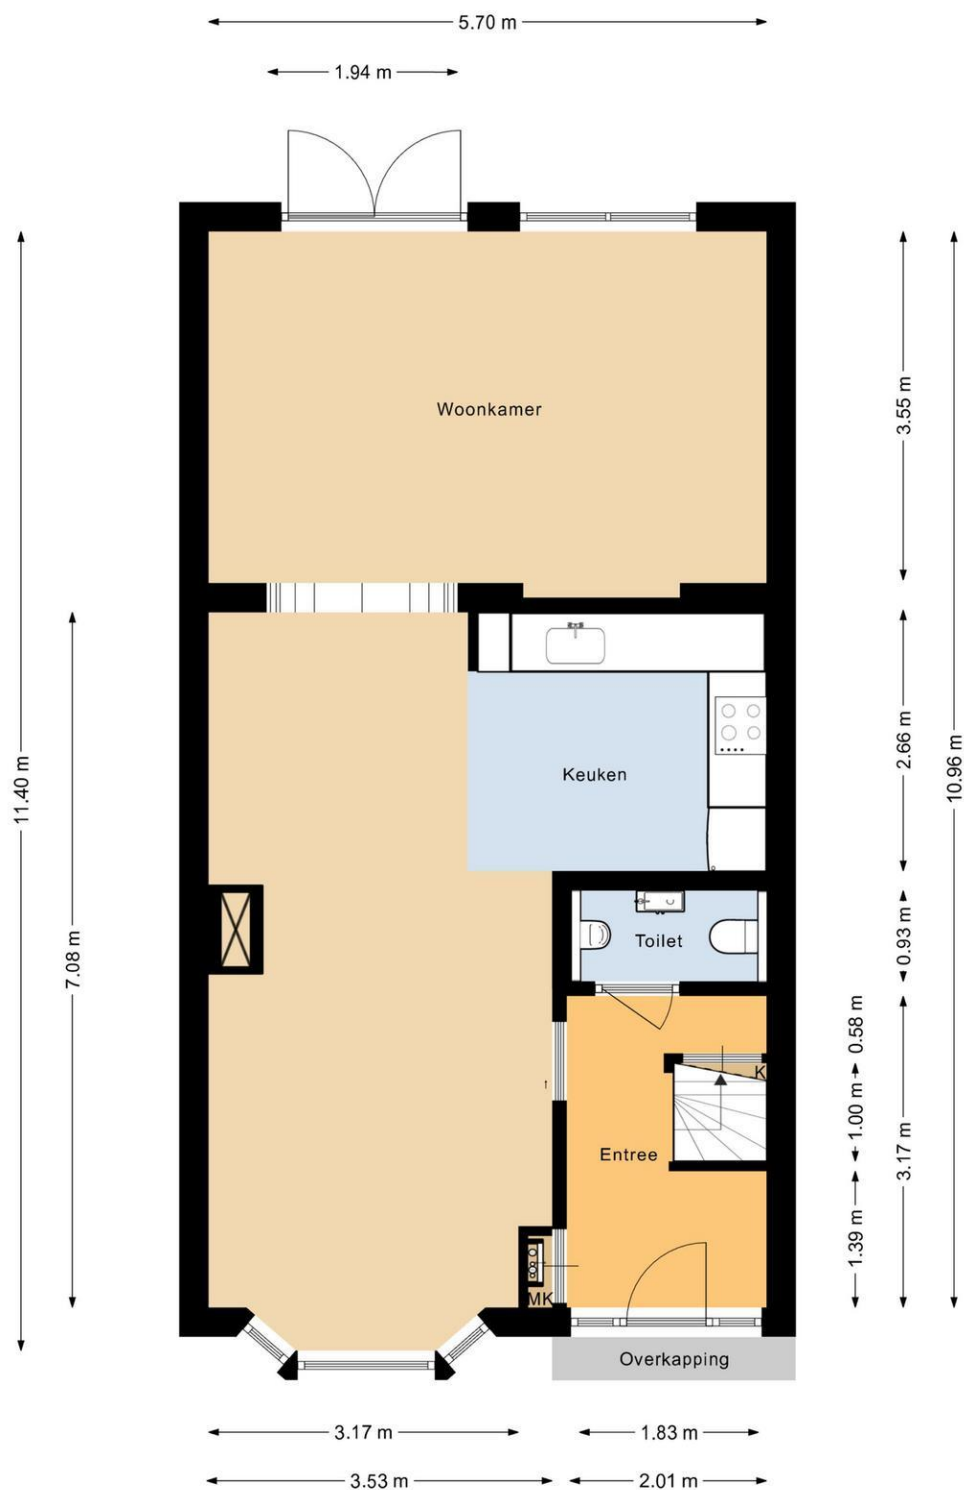 5.70 m
1.94 m
Woonkamer
3.55 m
11.40 m
10.96 m
2.66 m
Keuken
7.08 m
0.93 m
Toilet
0.58 m
K
1.00 m
3.17 m
Entree
1.39 m
MK
Overkapping
3.17 m
1.83 m
3.53 m
2.01 m